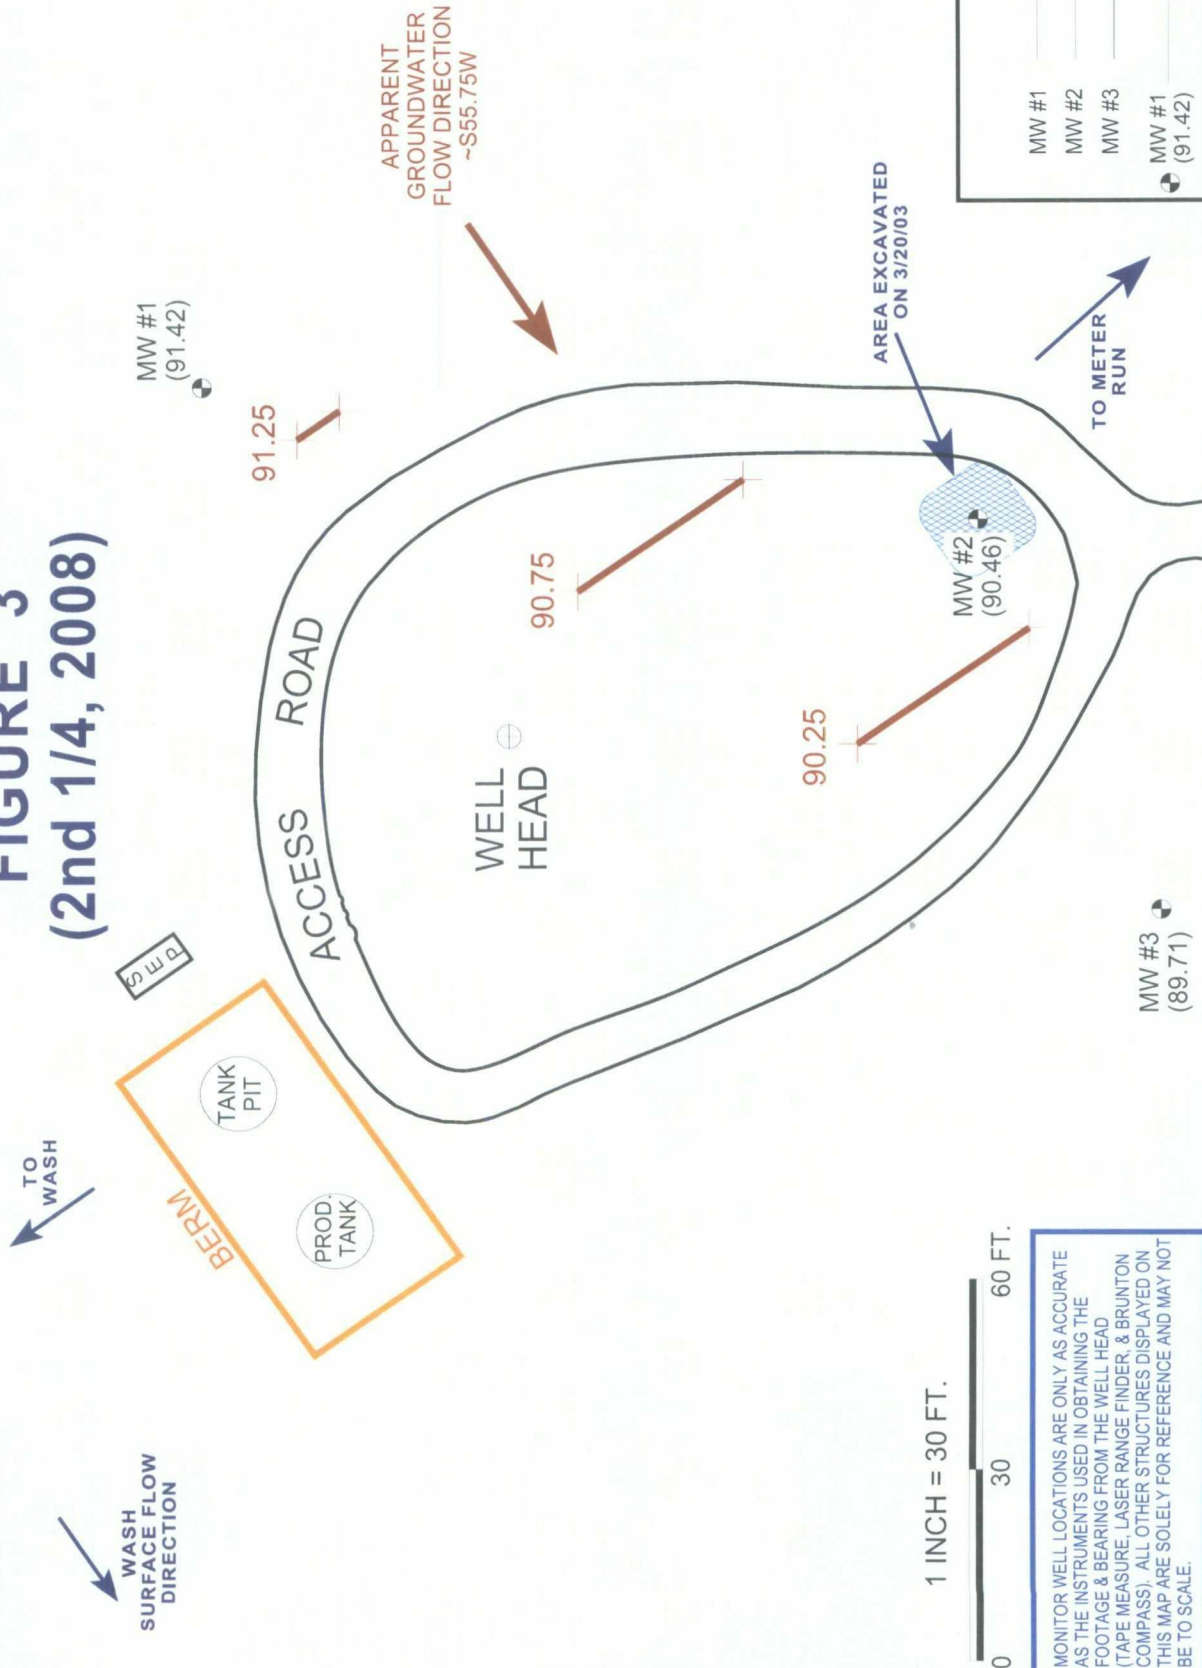 FIGURE 3
(2nd 1/4, 2008)
APPARENT
GROUNDWATER
FLOW DIRECTION
~S55.75W
MW #1
(91.42)
91.25
ACCESS ROAD
90.75
WELL
HEAD
90.25
AREA EXCAVATED
ON 3/20/03
MW #2
(90.46)
TO METER
RUN
MW #3
(89.71)
SEP
TANK
PIT
PROD.
TANK
BERM
TO
WASH
WASH
SURFACE FLOW
DIRECTION
1 INCH = 30 FT.
0 30 60 FT.
MONITOR WELL LOCATIONS ARE ONLY AS ACCURATE
AS THE INSTRUMENTS USED IN OBTAINING THE
FOOTAGE & BEARING FROM THE WELL HEAD
(TAPE MEASURE, LASER RANGE FINDER, & BRUNTON
COMPASS). ALL OTHER STRUCTURES DISPLAYED ON
THIS MAP ARE SOLELY FOR REFERENCE AND MAY NOT
BE TO SCALE.
MW #1
MW #2
MW #3
MW #1
(91.42)